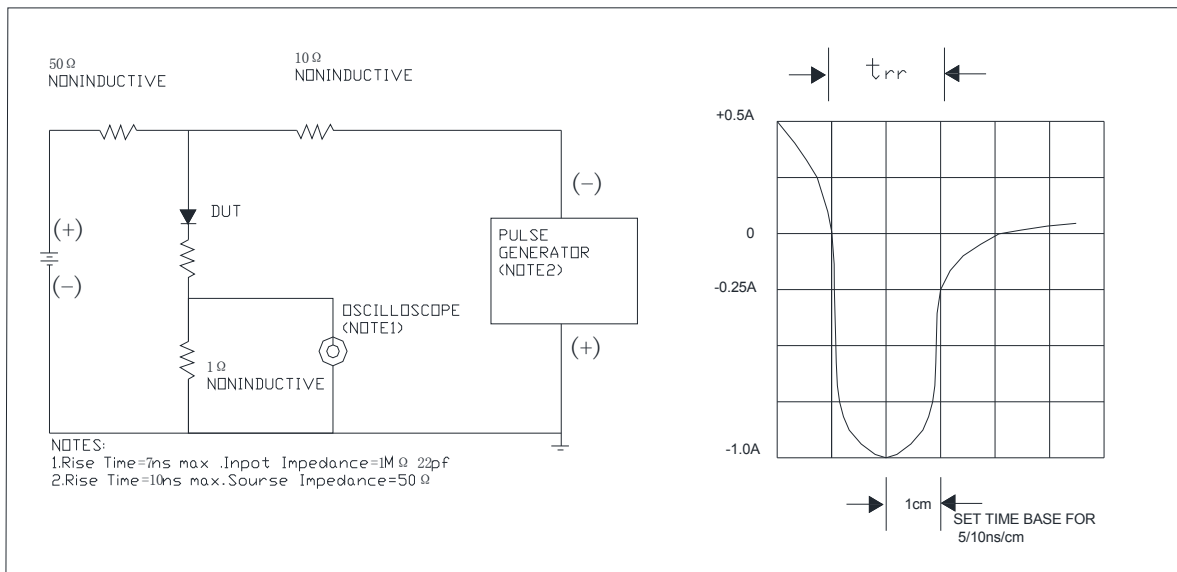 50Ω
NONINDUCTIVE
10Ω
NONINDUCTIVE
(+)
(−)
DUT
1Ω
NONINDUCTIVE
OSCILLOSCOPE
(NOTE1)
(−)
PULSE
GENERATOR
(NOTE2)
(+)
NOTES:
1.Rise Time=7ns max .Inpot Impedance=1MΩ 22pf
2.Rise Time=10ns max.Sourse Impedance=50 Ω
trr
+0.5A
0
-0.25A
-1.0A
1cm
SET TIME BASE FOR
5/10ns/cm